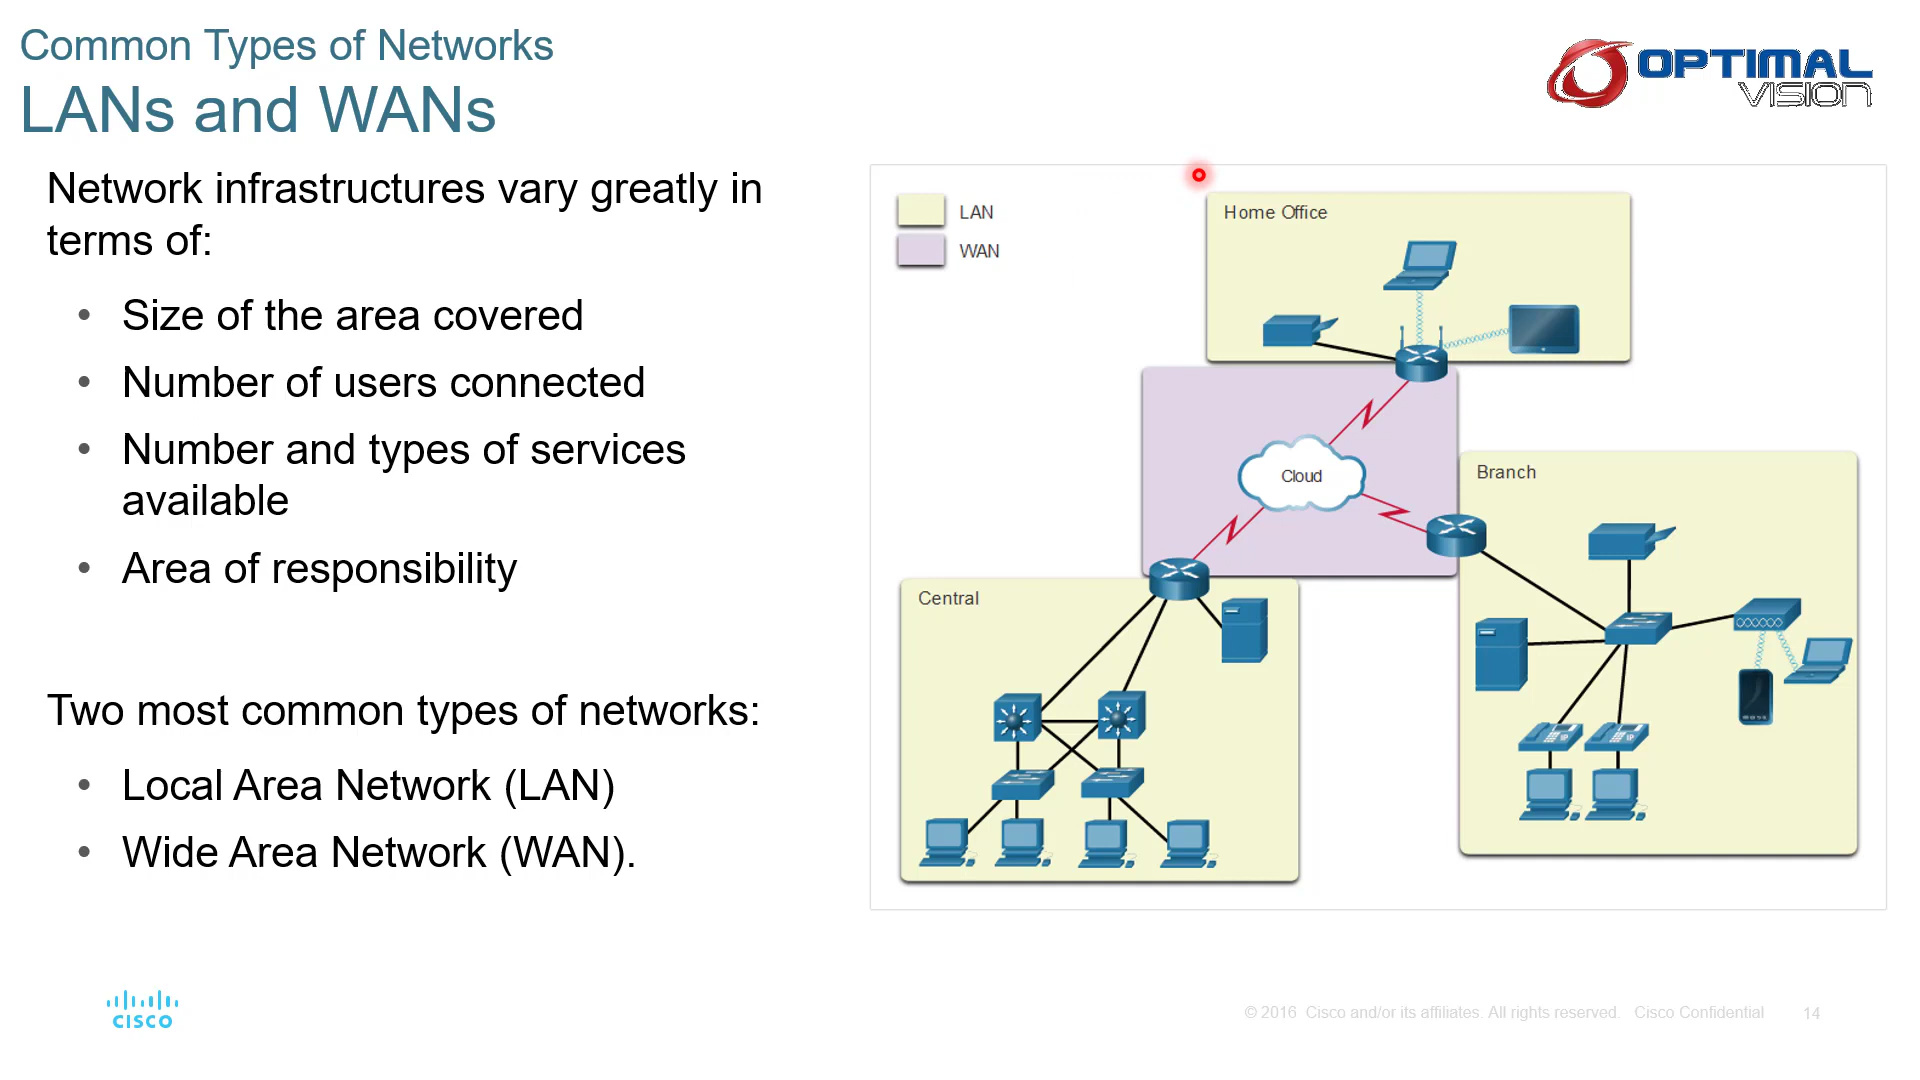 Common Types of Networks
LANs and WANs
OPTIMAL
VISION
Network infrastructures vary greatly in
terms of:
• Size of the area covered
• Number of users connected
• Number and types of services
available
• Area of responsibility
Two most common types of networks:
• Local Area Network (LAN)
• Wide Area Network (WAN).
LAN
WAN
Home Office
Cloud
Branch
Central
IP
IP
CISCO
© 2016 Cisco and/or its affiliates. All rights reserved. Cisco Confidential
14